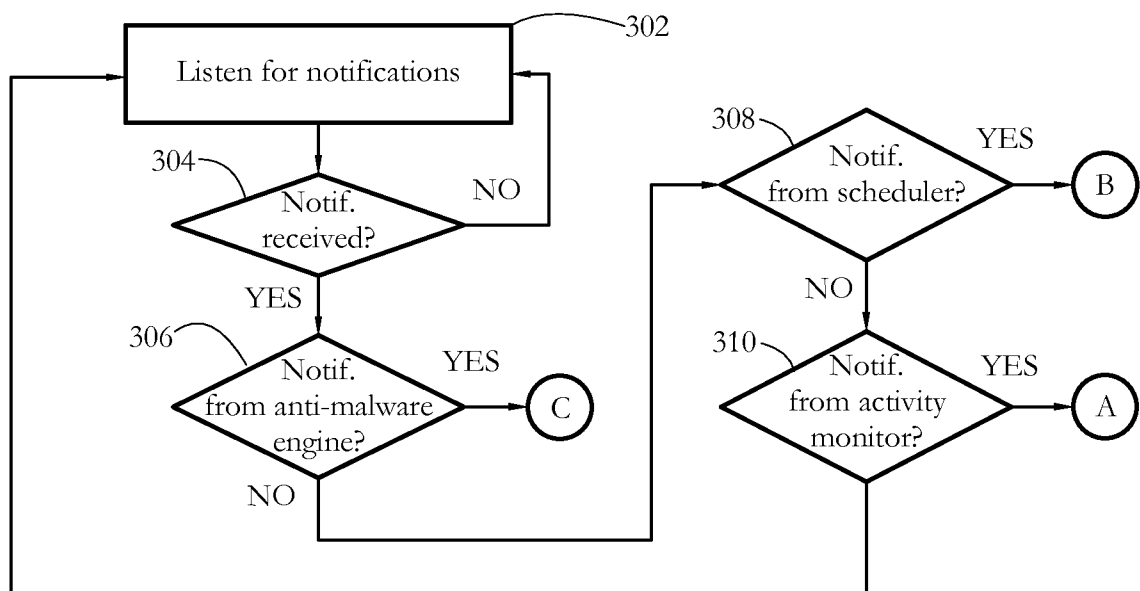 302
Listen for notifications
304
Notif.
received?
NO
YES
306
Notif.
from anti-malware
engine?
YES
C
NO
308
Notif.
from scheduler?
YES
B
NO
310
Notif.
from activity
monitor?
YES
A